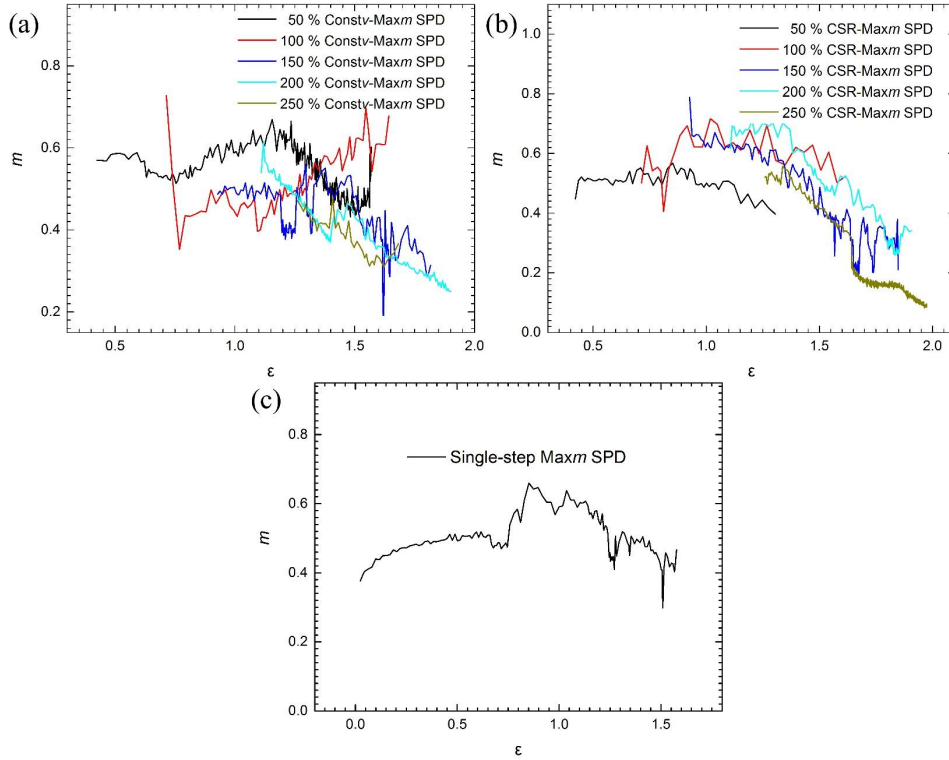 (a)
50 % Constv-Maxm SPD
100 % Constv-Maxm SPD
150 % Constv-Maxm SPD
200 % Constv-Maxm SPD
250 % Constv-Maxm SPD
m
0.8
0.6
0.4
0.2
0.5
1.0
1.5
2.0
ε
(b)
50 % CSR-Maxm SPD
100 % CSR-Maxm SPD
150 % CSR-Maxm SPD
200 % CSR-Maxm SPD
250 % CSR-Maxm SPD
m
1.0
0.8
0.6
0.4
0.2
0.0
0.5
1.0
1.5
2.0
ε
(c)
Single-step Maxm SPD
m
0.8
0.6
0.4
0.2
0.0
0.0
0.5
1.0
1.5
ε